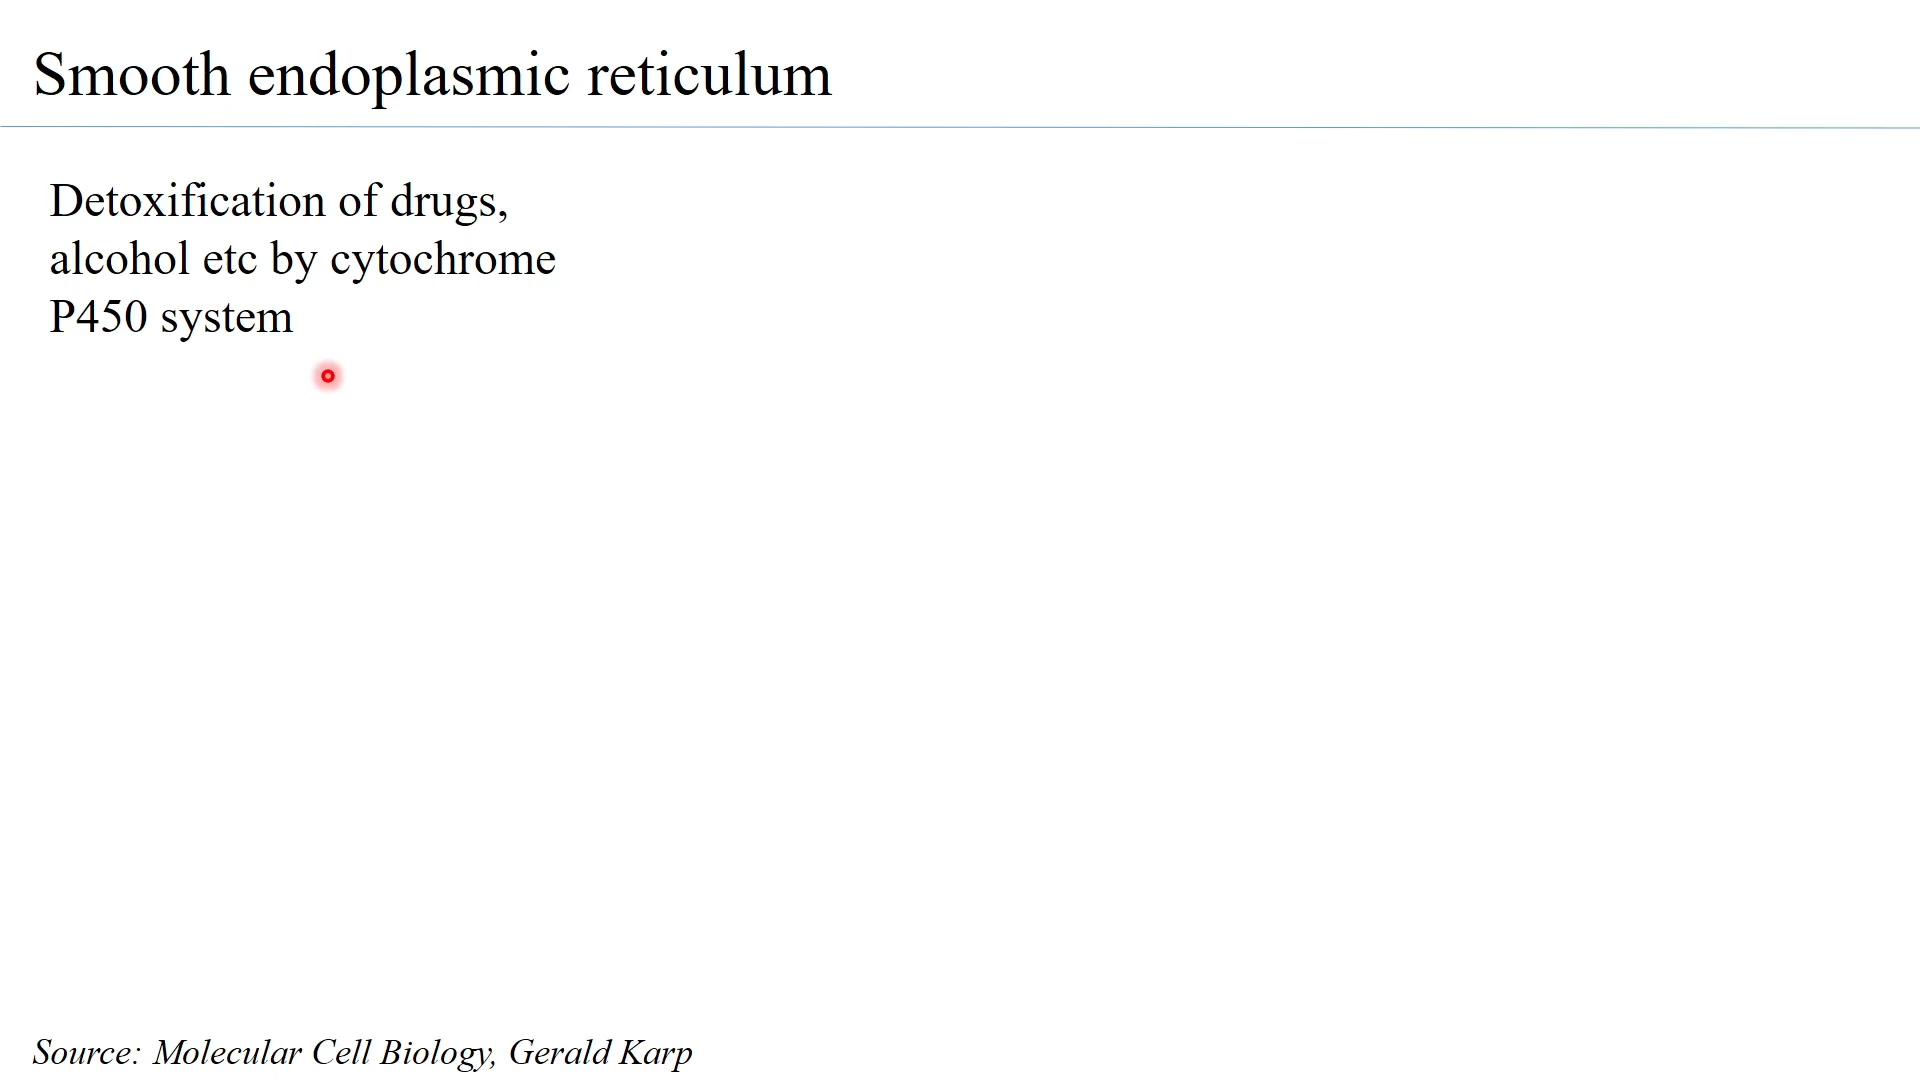 Smooth endoplasmic reticulum
Detoxification of drugs,
alcohol etc by cytochrome
P450 system
Source: Molecular Cell Biology, Gerald Karp